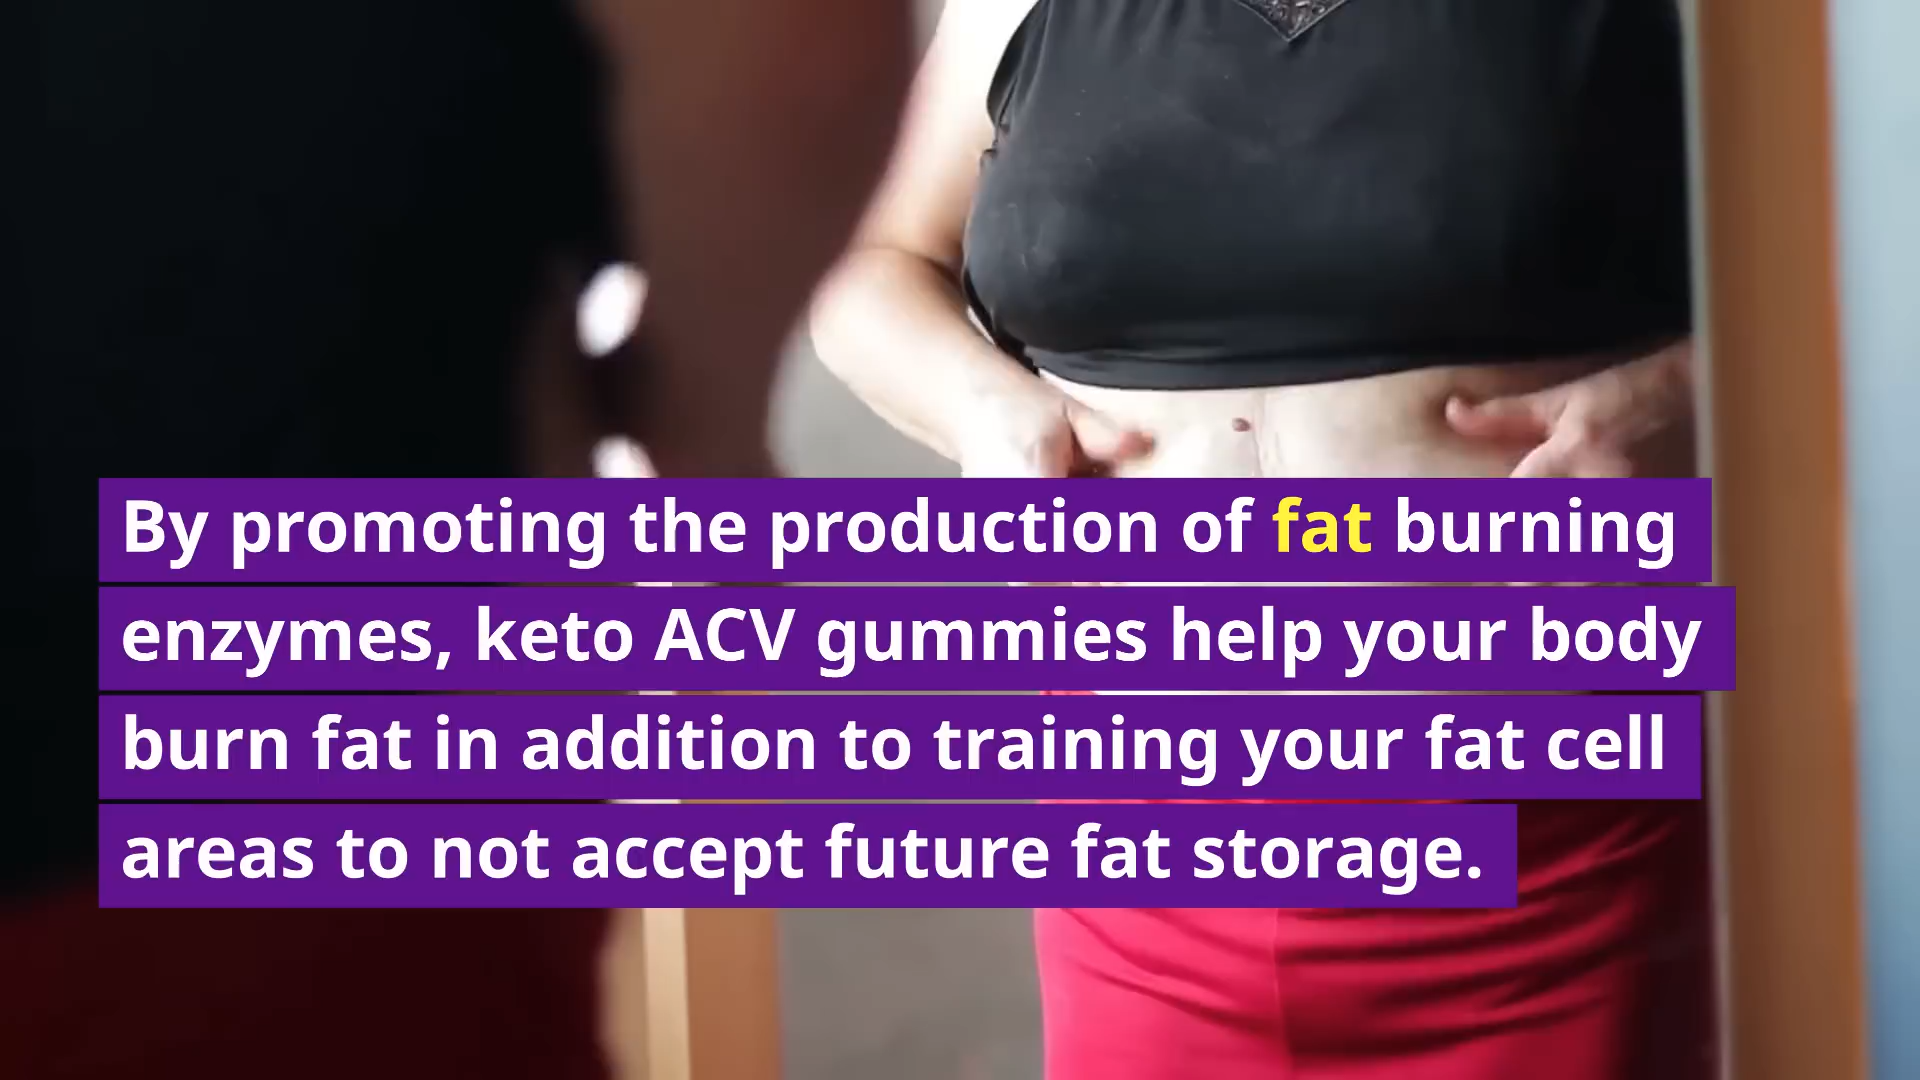 By promoting the production of fat burning
enzymes, keto ACV gummies help your body
burn fat in addition to training your fat cell
areas to not accept future fat storage.